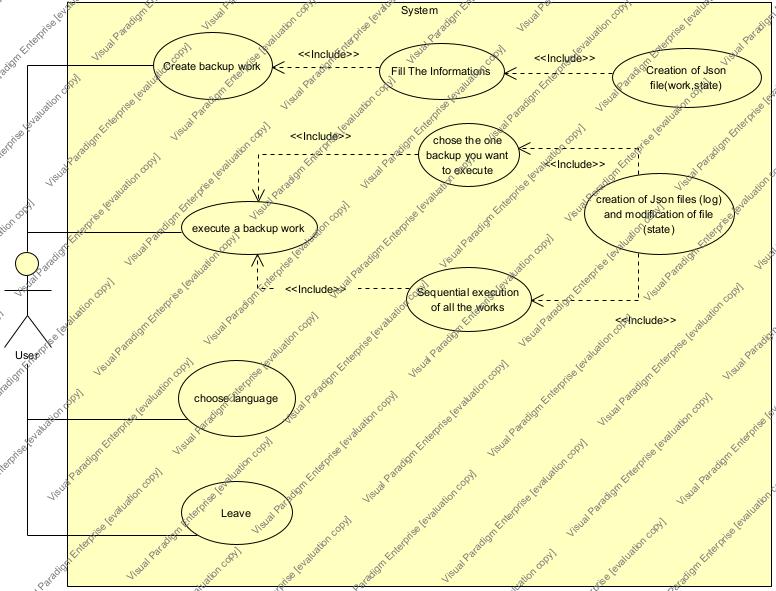 System
Create backup work
<<Include>>
Fill The Informations
<<Include>>
Creation of Json
file(work,state)
<<Include>>
chose the one
backup you want
to execute
<<Include>>
creation of Json files (log)
and modification of file
(state)
execute a backup work
<<Include>>
Sequential execution
of all the works
<<Include>>
User
choose language
Leave
Visual Paradigm Enterprise [evaluation copy]